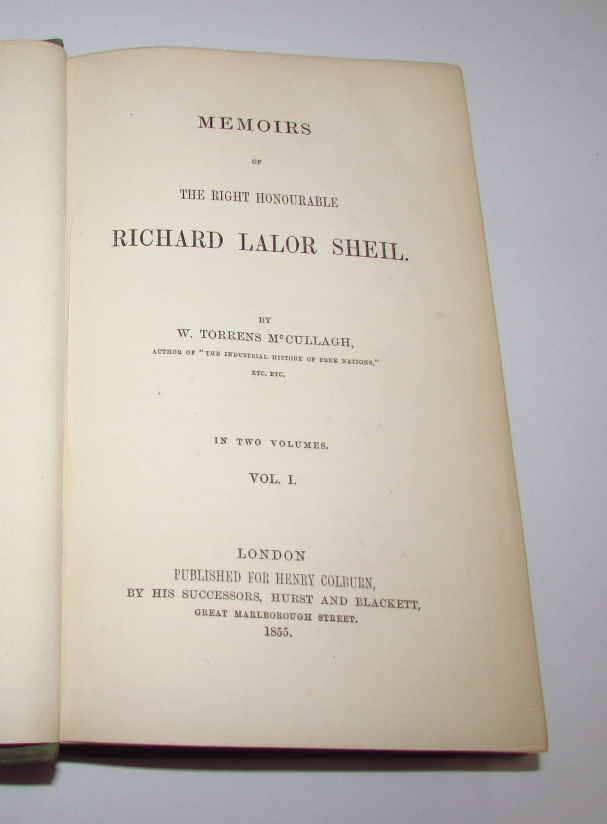 MEMOIRS
OF
THE RIGHT HONOURABLE
RICHARD LALOR SHEIL.
BY
W. TORRENS MᶜCULLAGH,
AUTHOR OF "THE INDUSTRIAL HISTORY OF FREE NATIONS,"
ETC. ETC.
IN TWO VOLUMES.
VOL. I.
LONDON
PUBLISHED FOR HENRY COLBURN,
BY HIS SUCCESSORS, HURST AND BLACKETT,
GREAT MARLBOROUGH STREET.
1855.